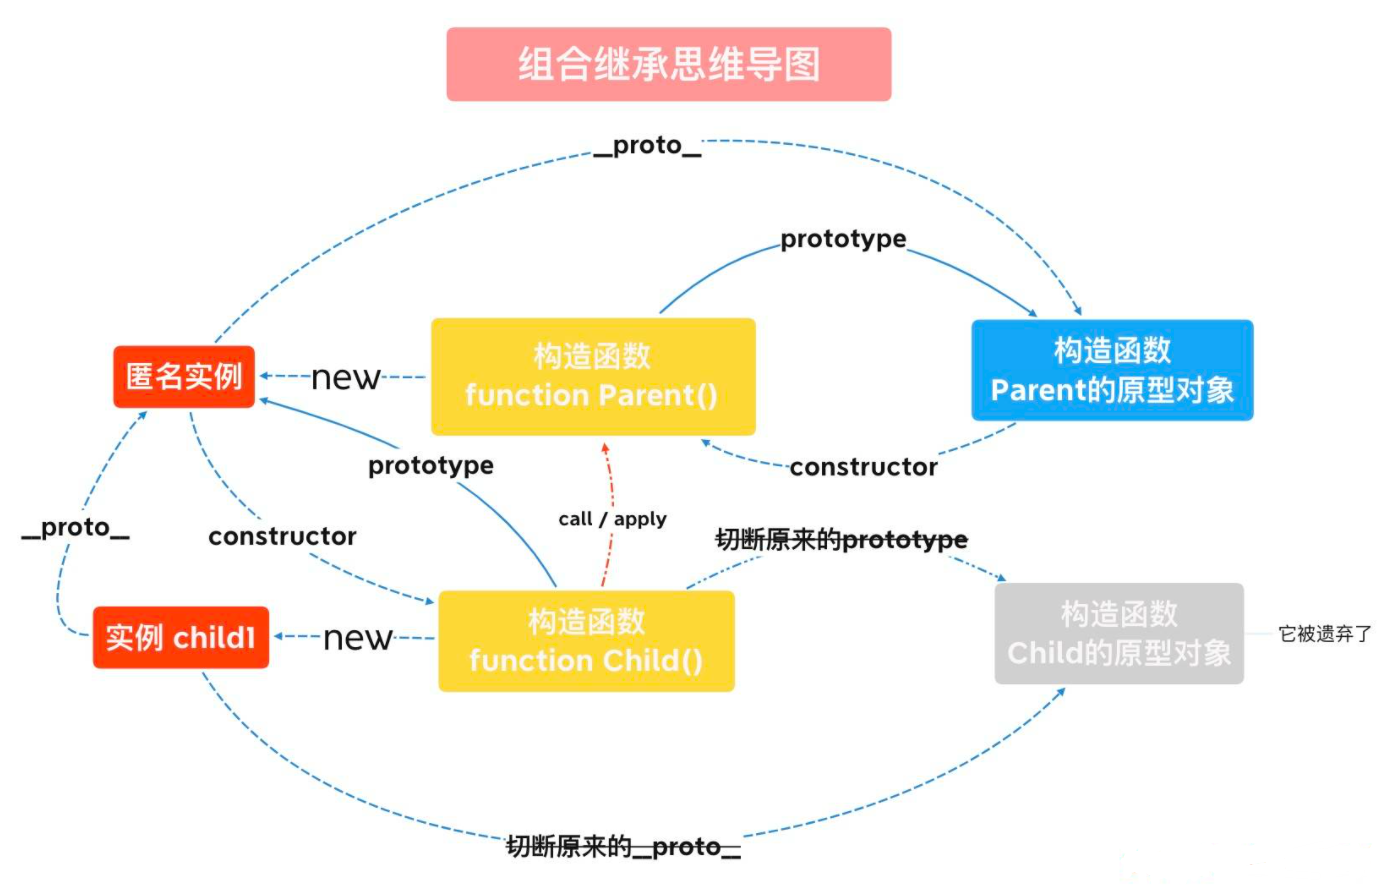 组合继承思维导图
__proto__
prototype
构造函数
function Parent()
构造函数
Parent的原型对象
匿名实例
new
prototype
constructor
call / apply
__proto__
constructor
切断原来的prototype
构造函数
function Child()
构造函数
Child的原型对象
它被遗弃了
实例 child1
new
切断原来的__proto__